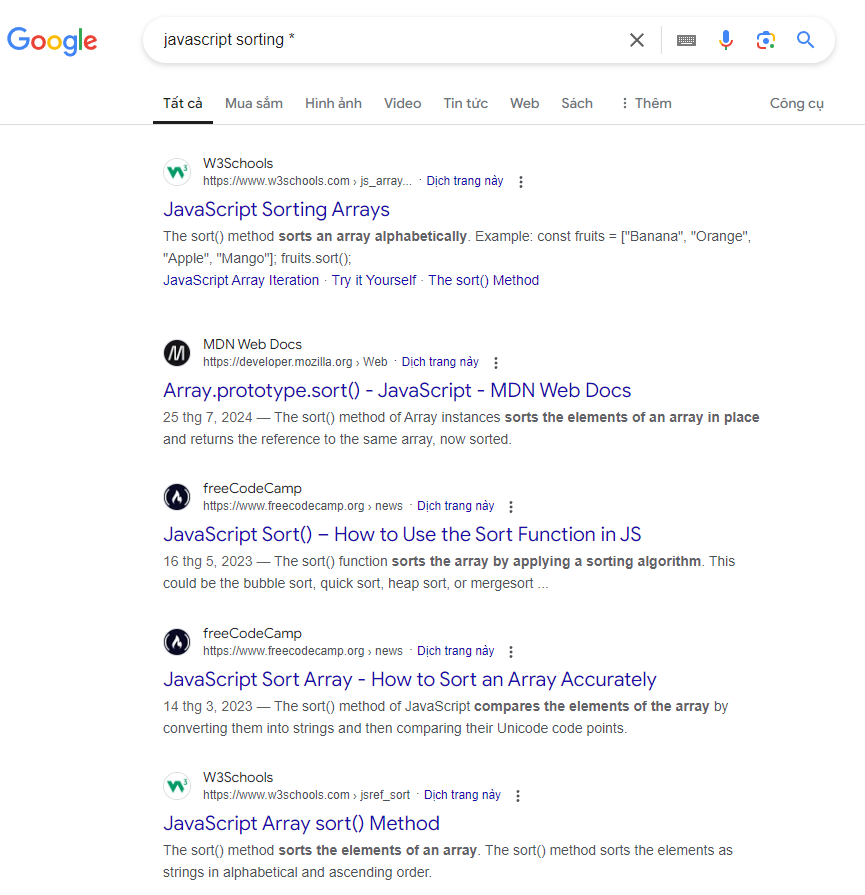 Google
javascript sorting *
Tất cả Mua sắm Hình ảnh Video Tin tức Web Sách Thêm Công cụ
W3Schools
https://www.w3schools.com › js_array... · Dịch trang này
JavaScript Sorting Arrays
The sort() method sorts an array alphabetically. Example: const fruits = ["Banana", "Orange",
"Apple", "Mango"]; fruits.sort();
JavaScript Array Iteration · Try it Yourself · The sort() Method
MDN Web Docs
https://developer.mozilla.org › Web · Dịch trang này
Array.prototype.sort() - JavaScript - MDN Web Docs
25 thg 7, 2024 — The sort() method of Array instances sorts the elements of an array in place
and returns the reference to the same array, now sorted.
freeCodeCamp
https://www.freecodecamp.org › news · Dịch trang này
JavaScript Sort() – How to Use the Sort Function in JS
16 thg 5, 2023 — The sort() function sorts the array by applying a sorting algorithm. This
could be the bubble sort, quick sort, heap sort, or mergesort ...
freeCodeCamp
https://www.freecodecamp.org › news · Dịch trang này
JavaScript Sort Array - How to Sort an Array Accurately
14 thg 3, 2023 — The sort() method of JavaScript compares the elements of the array by
converting them into strings and then comparing their Unicode code points.
W3Schools
https://www.w3schools.com › jsref_sort · Dịch trang này
JavaScript Array sort() Method
The sort() method sorts the elements of an array. The sort() method sorts the elements as
strings in alphabetical and ascending order.